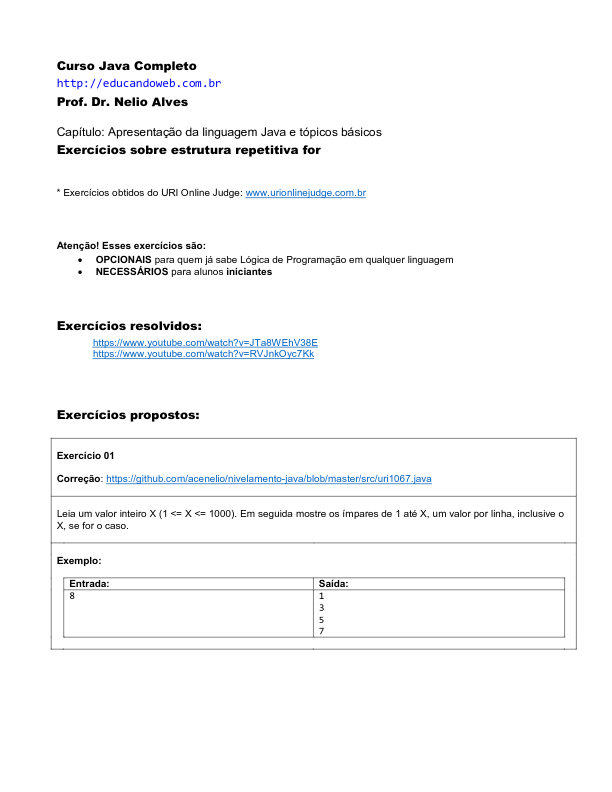 Curso Java Completo
http://educandoweb.com.br
Prof. Dr. Nelio Alves
Capítulo: Apresentação da linguagem Java e tópicos básicos
Exercícios sobre estrutura repetitiva for
* Exercícios obtidos do URI Online Judge: www.urionlinejudge.com.br
Atenção! Esses exercícios são:
• OPCIONAIS para quem já sabe Lógica de Programação em qualquer linguagem
• NECESSÁRIOS para alunos iniciantes
Exercícios resolvidos:
https://www.youtube.com/watch?v=JTa8WEhV38E
https://www.youtube.com/watch?v=RVJnkOyc7Kk
Exercícios propostos:
Exercício 01
Correção: https://github.com/acenelio/nivelamento-java/blob/master/src/uri1067.java
Leia um valor inteiro X (1 <= X <= 1000). Em seguida mostre os ímpares de 1 até X, um valor por linha, inclusive o
X, se for o caso.
Exemplo:
Entrada: Saída:
8 1
3
5
7